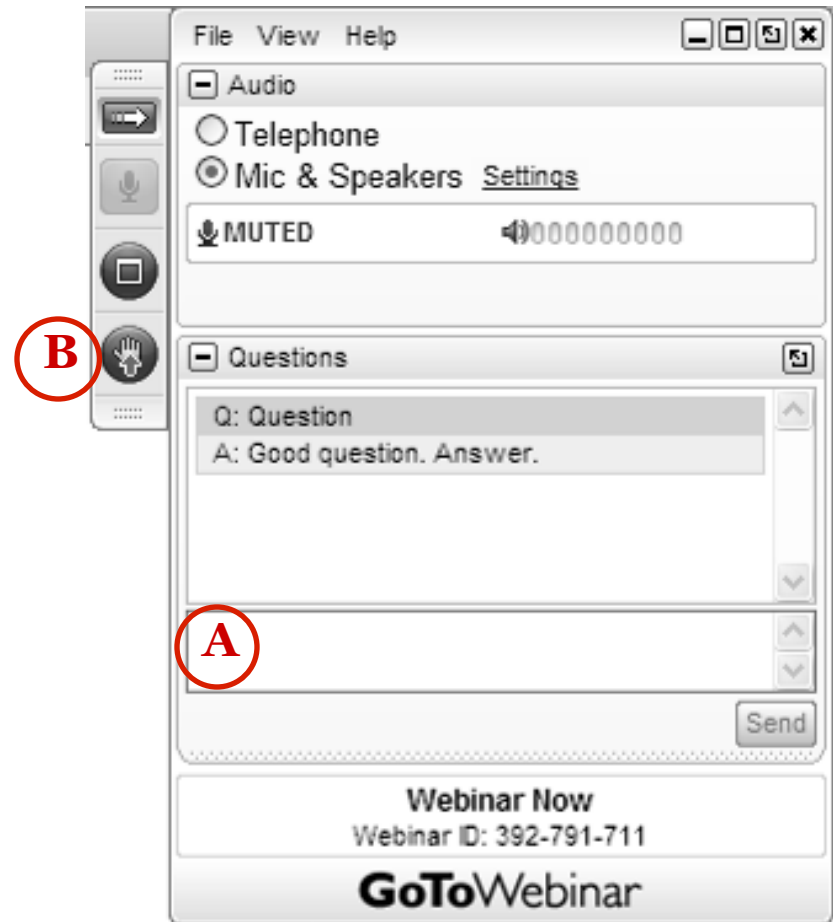 File View Help
Audio
Telephone
Mic & Speakers Settings
MUTED
B
Questions
Q: Question
A: Good question. Answer.
A
Send
Webinar Now
Webinar ID: 392-791-711
GoToWebinar